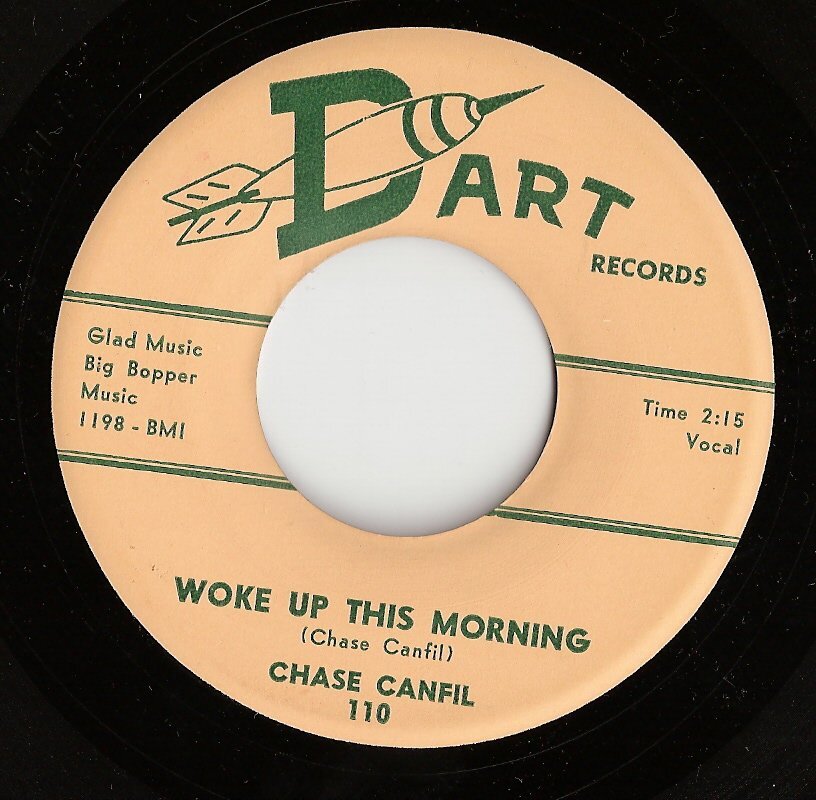 DART
RECORDS
Glad Music
Big Bopper
Music
1198 - BMI
Time 2:15
Vocal
WOKE UP THIS MORNING
(Chase Canfil)
CHASE CANFIL
110